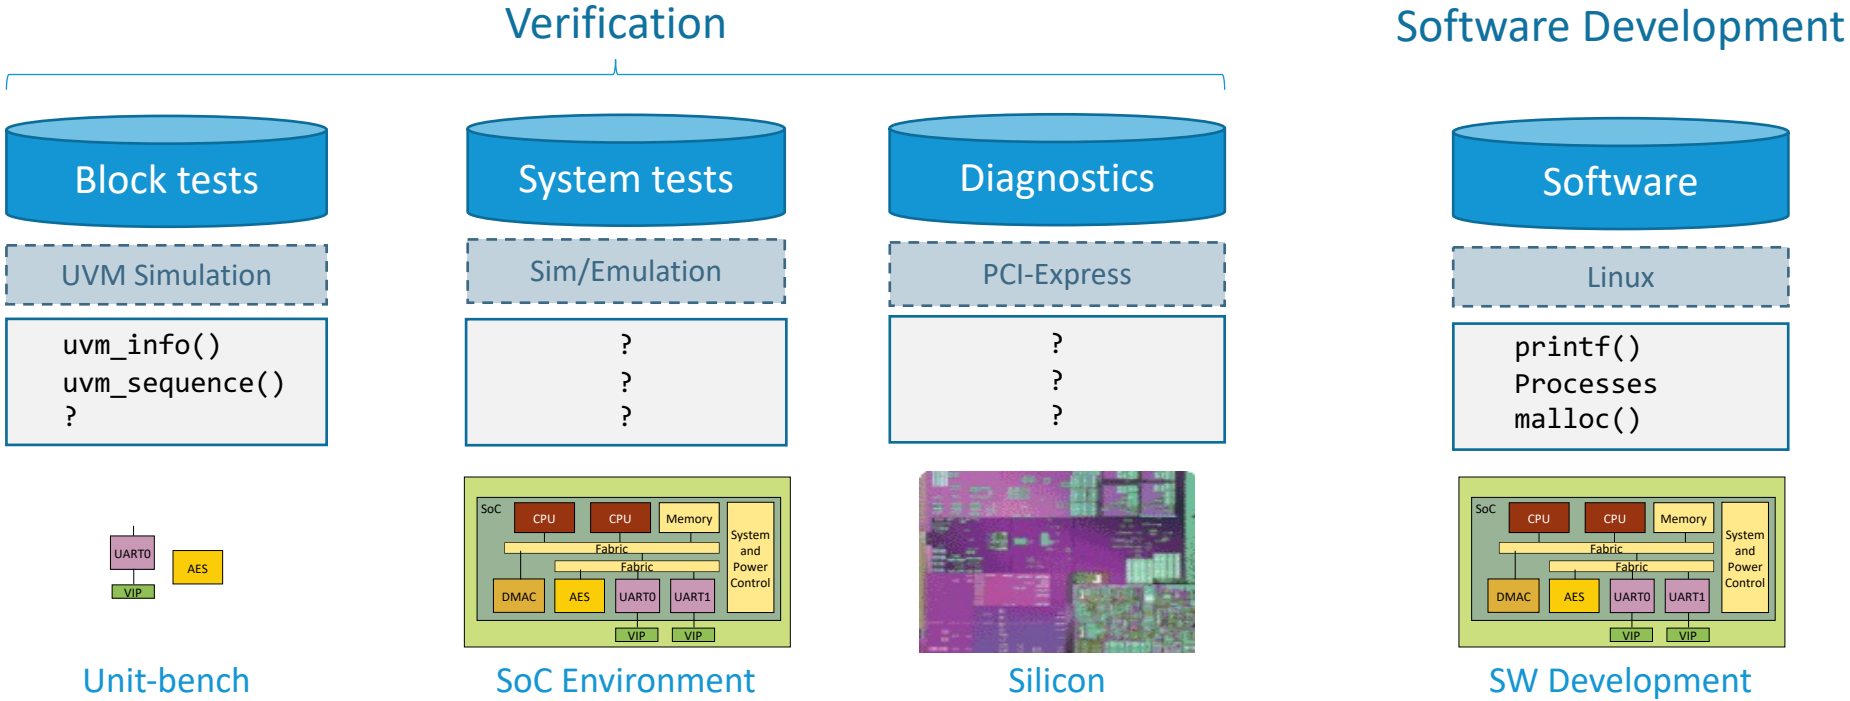 Verification
Software Development
Block tests
System tests
Diagnostics
Software
UVM Simulation
Sim/Emulation
PCI-Express
Linux
uvm_info()
uvm_sequence()
?
?
?
?
?
?
?
printf()
Processes
malloc()
UART0
VIP
AES
SoC
CPU
CPU
Memory
System
and
Power
Control
Fabric
Fabric
DMAC
AES
UART0
UART1
VIP
VIP
SoC
CPU
CPU
Memory
System
and
Power
Control
Fabric
Fabric
DMAC
AES
UART0
UART1
VIP
VIP
Unit-bench
SoC Environment
Silicon
SW Development